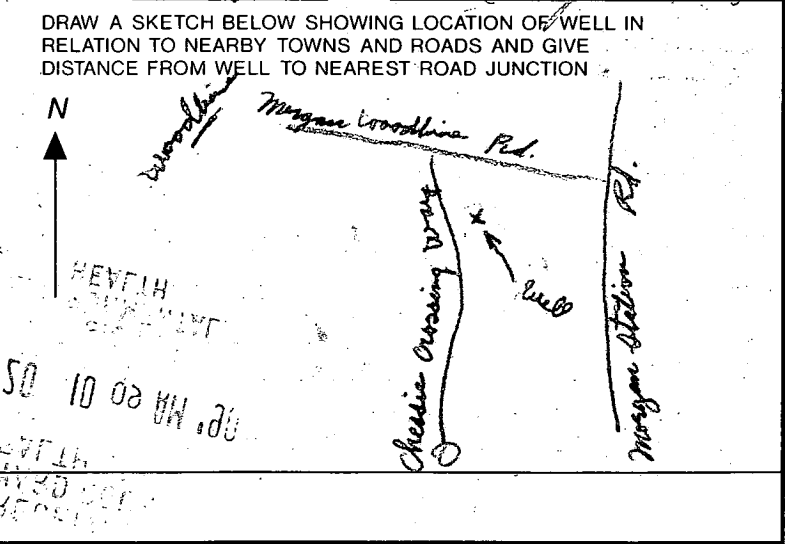 DRAW A SKETCH BELOW SHOWING LOCATION OF WELL IN
RELATION TO NEARBY TOWNS AND ROADS AND GIVE
DISTANCE FROM WELL TO NEAREST ROAD JUNCTION
N
Woodbine
Morgan Woodbine Rd.
Morgan Station Rd.
Chessie Crossing Way
x
Well
HEALTH